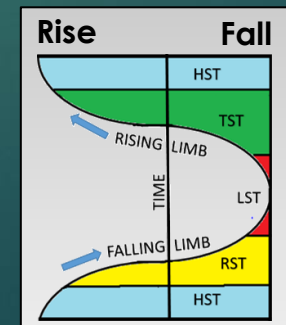 Rise Fall
HST
TST
RISING LIMB
TIME
LST
FALLING LIMB
RST
HST